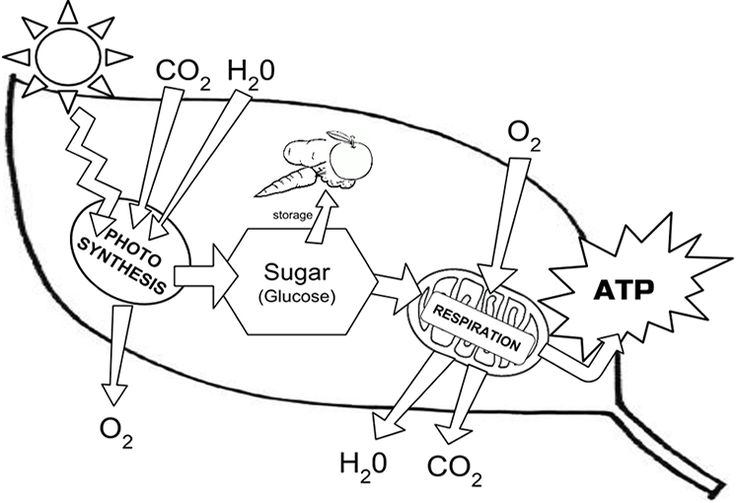 CO₂
H₂0
O₂
storage
PHOTO
SYNTHESIS
Sugar
(Glucose)
RESPIRATION
ATP
O₂
H₂0
CO₂